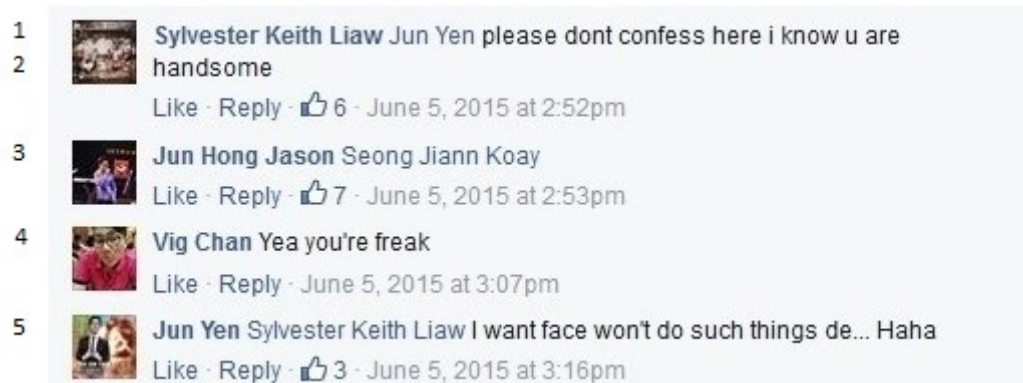 1 Sylvester Keith Liaw Jun Yen please dont confess here i know u are
2 handsome
Like · Reply · 6 · June 5, 2015 at 2:52pm
3 Jun Hong Jason Seong Jiann Koay
Like · Reply · 7 · June 5, 2015 at 2:53pm
4 Vig Chan Yea you're freak
Like · Reply · June 5, 2015 at 3:07pm
5 Jun Yen Sylvester Keith Liaw I want face won't do such things de... Haha
Like · Reply · 3 · June 5, 2015 at 3:16pm